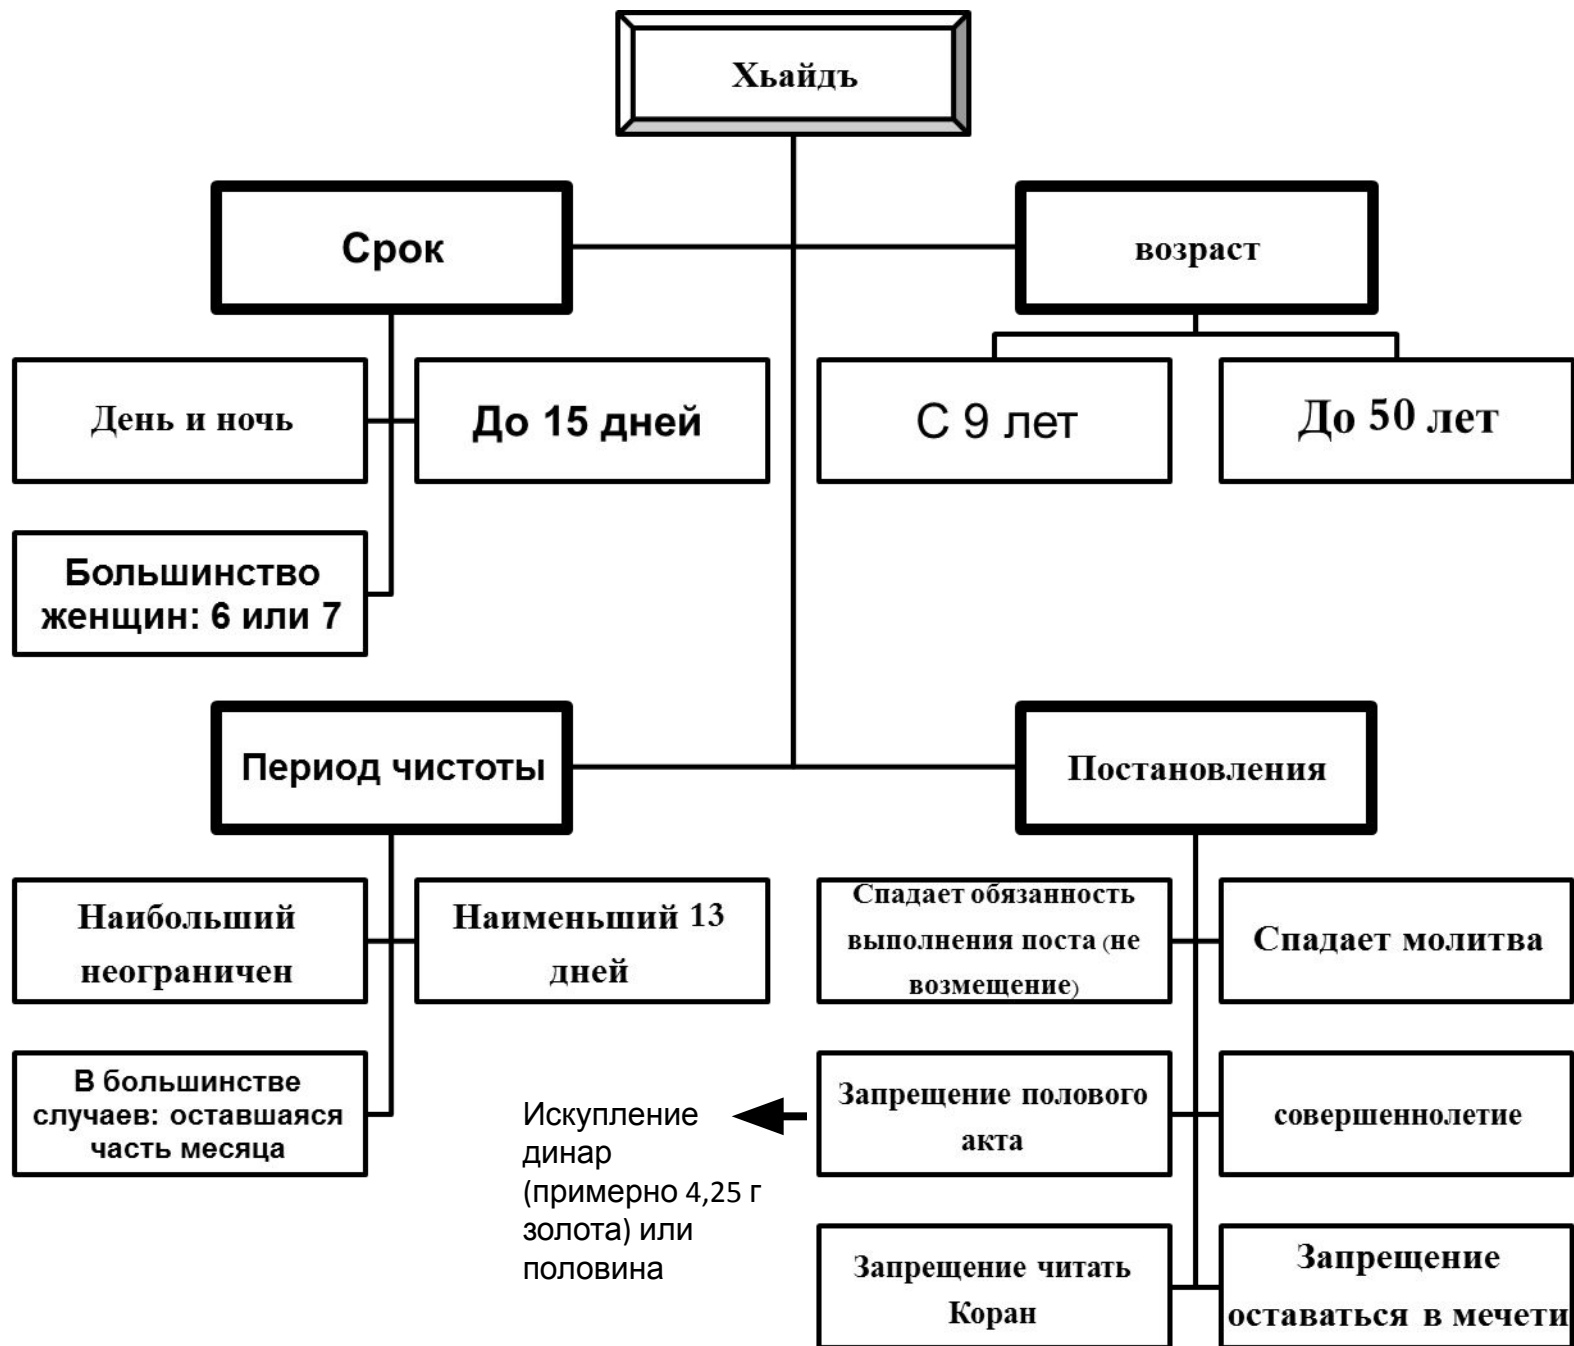 Хьайдъ
Срок
возраст
День и ночь
До 15 дней
С 9 лет
До 50 лет
Большинство
женщин: 6 или 7
Период чистоты
Постановления
Наибольший
неограничен
Наименьший 13
дней
Спадает обязанность
выполнения поста (не
возмещение)
Спадает молитва
В большинстве
случаев: оставшаяся
часть месяца
Искупление
динар
(примерно 4,25 г
золота) или
половина
Запрещение полового
акта
совершеннолетие
Запрещение читать
Коран
Запрещение
оставаться в мечети